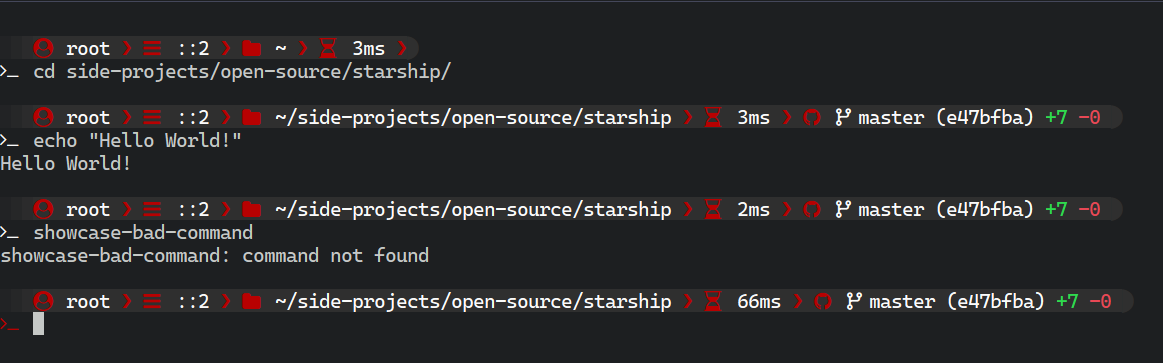 root ❯ ::2 ❯ ~ ❯ 3ms ❯
>_ cd side-projects/open-source/starship/
root ❯ ::2 ❯ ~/side-projects/open-source/starship ❯ 3ms ❯ master (e47bfba) +7 -0
>_ echo "Hello World!"
Hello World!
root ❯ ::2 ❯ ~/side-projects/open-source/starship ❯ 2ms ❯ master (e47bfba) +7 -0
>_ showcase-bad-command
showcase-bad-command: command not found
root ❯ ::2 ❯ ~/side-projects/open-source/starship ❯ 66ms ❯ master (e47bfba) +7 -0
>_